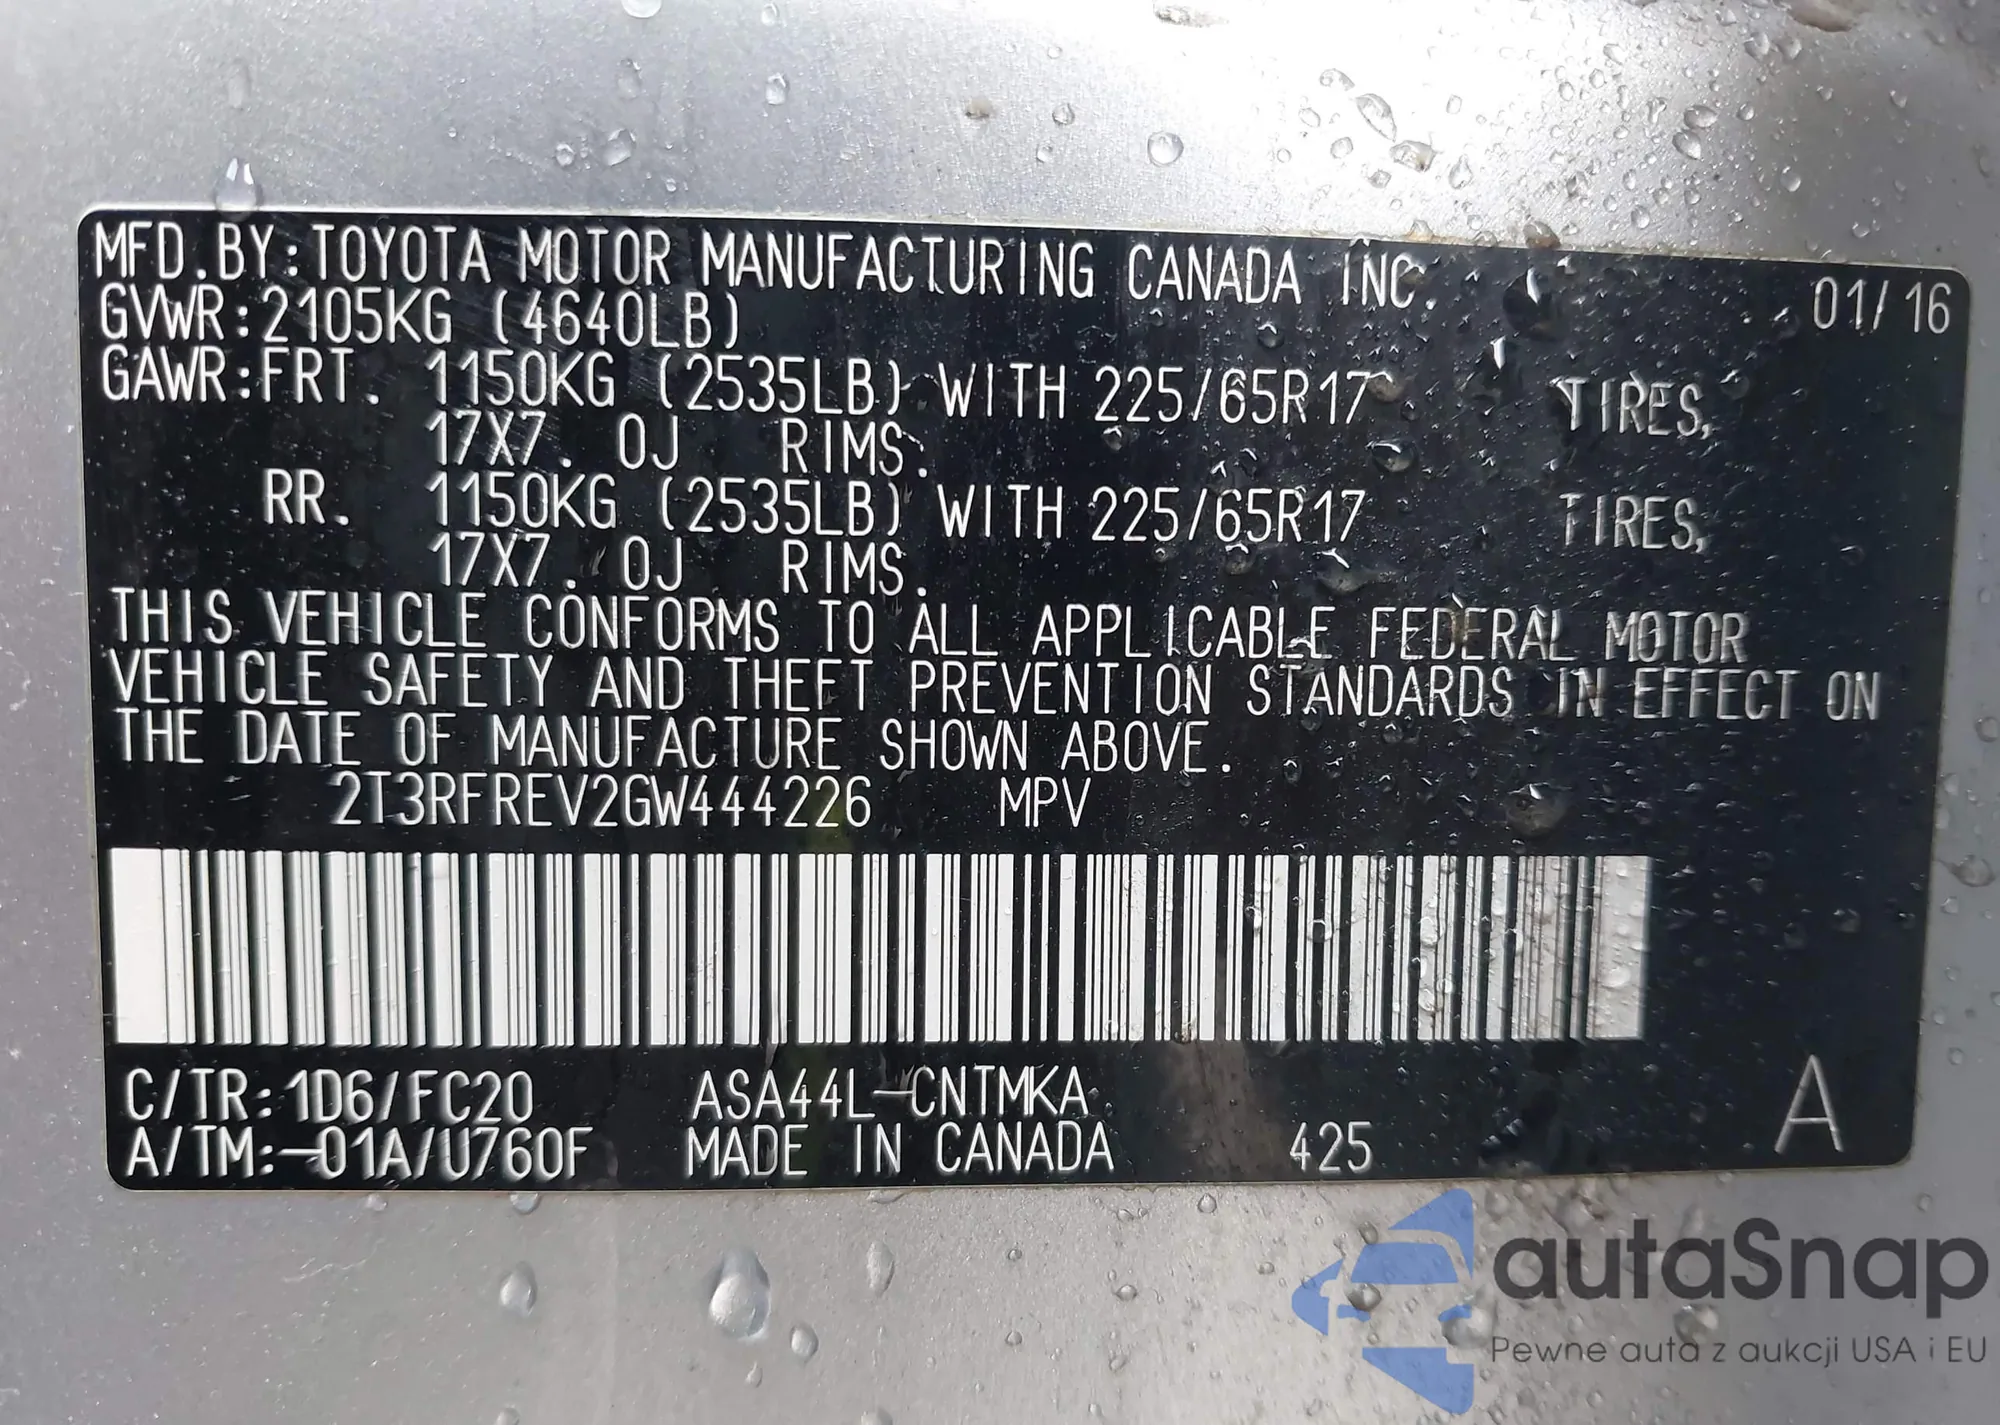 MFD.BY:TOYOTA MOTOR MANUFACTURING CANADA INC.
01/16
GVWR:2105KG (4640LB)
GAWR:FRT. 1150KG (2535LB) WITH 225/65R17 TIRES,
17X7.0J RIMS.
RR. 1150KG (2535LB) WITH 225/65R17 TIRES,
17X7.0J RIMS.
THIS VEHICLE CONFORMS TO ALL APPLICABLE FEDERAL MOTOR
VEHICLE SAFETY AND THEFT PREVENTION STANDARDS IN EFFECT ON
THE DATE OF MANUFACTURE SHOWN ABOVE.
2T3RFREV2GW444226 MPV
C/TR:1D6/FC20 ASA44L-CNTMKA
A/TM:-01A/U760F MADE IN CANADA 425 A
autaSnap
Pewne auta z aukcji USA i EU